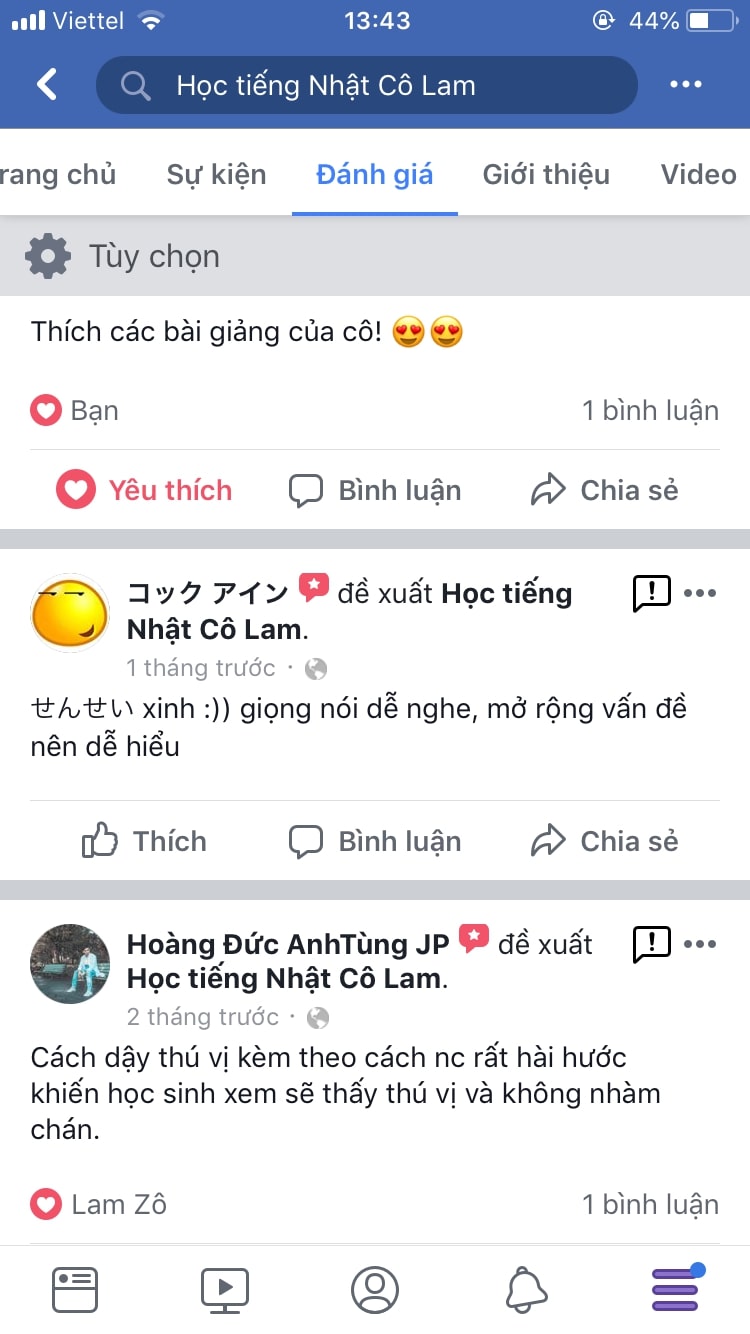 Viettel 13:43 44%
Học tiếng Nhật Cô Lam
rang chủ Sự kiện Đánh giá Giới thiệu Video
Tùy chọn
Thích các bài giảng của cô! 😍😍
Bạn 1 bình luận
Yêu thích Bình luận Chia sẻ
コック アイン đề xuất Học tiếng
Nhật Cô Lam.
1 tháng trước ·
せんせい xinh :)) giọng nói dễ nghe, mở rộng vấn đề
nên dễ hiểu
Thích Bình luận Chia sẻ
Hoàng Đức AnhTùng JP đề xuất
Học tiếng Nhật Cô Lam.
2 tháng trước ·
Cách dậy thú vị kèm theo cách nc rất hài hước
khiến học sinh xem sẽ thấy thú vị và không nhàm
chán.
Lam Zô 1 bình luận